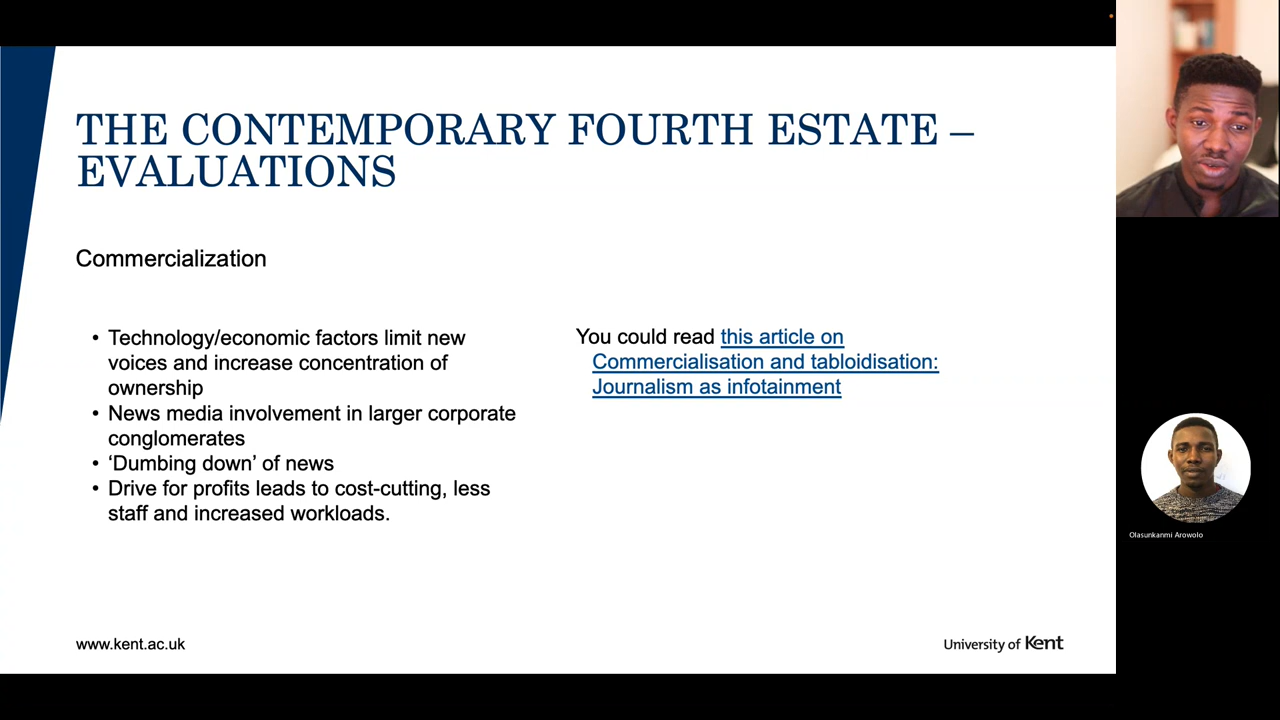 THE CONTEMPORARY FOURTH ESTATE –
EVALUATIONS
Commercialization
• Technology/economic factors limit new
voices and increase concentration of
ownership
• News media involvement in larger corporate
conglomerates
• ‘Dumbing down’ of news
• Drive for profits leads to cost-cutting, less
staff and increased workloads.
You could read this article on
Commercialisation and tabloidisation:
Journalism as infotainment
www.kent.ac.uk
University of Kent
Olasunkanmi Arowolo